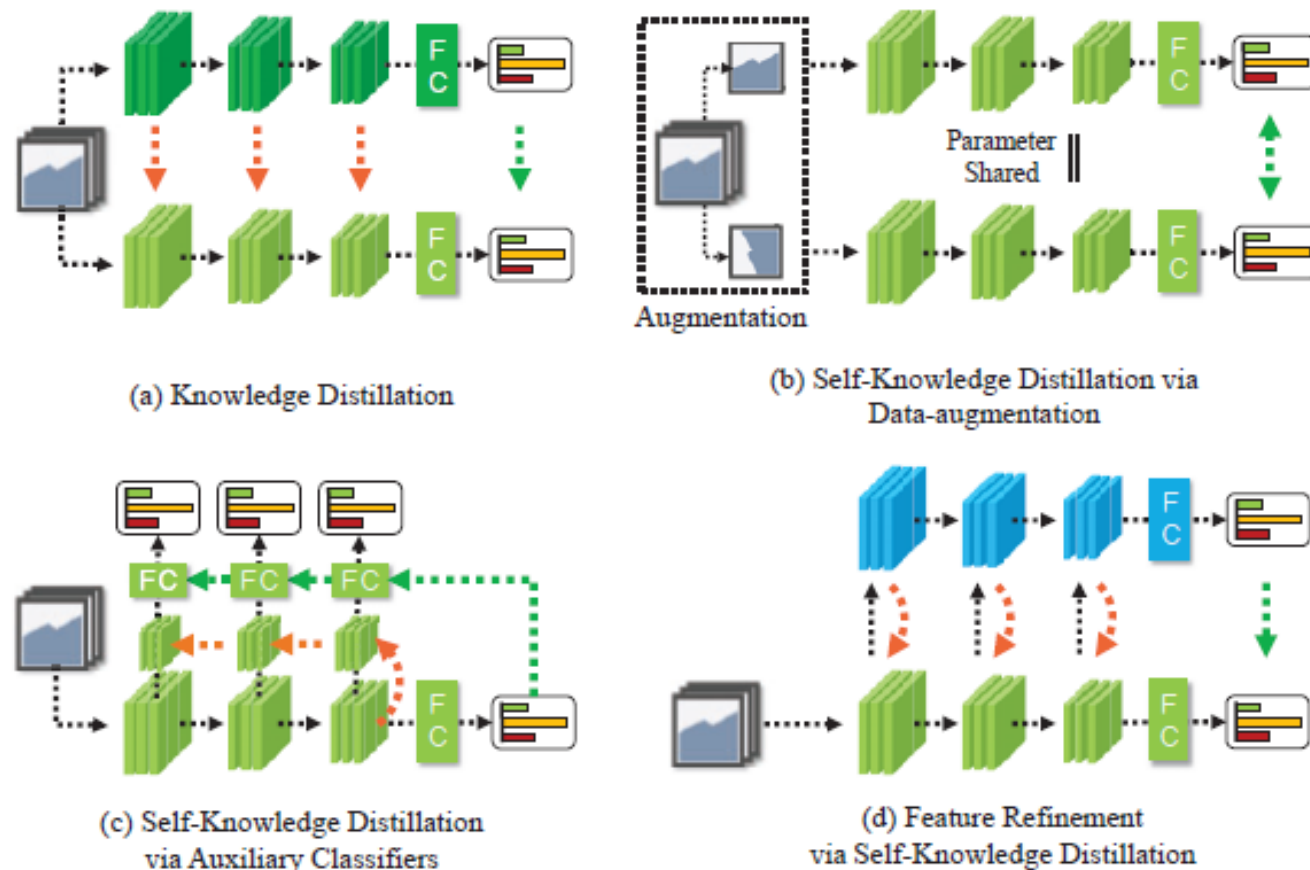 F
C
F
C
Parameter
Shared
F
C
F
C
Augmentation
(a) Knowledge Distillation
(b) Self-Knowledge Distillation via
Data-augmentation
FC
FC
FC
F
C
F
C
F
C
(c) Self-Knowledge Distillation
via Auxiliary Classifiers
(d) Feature Refinement
via Self-Knowledge Distillation